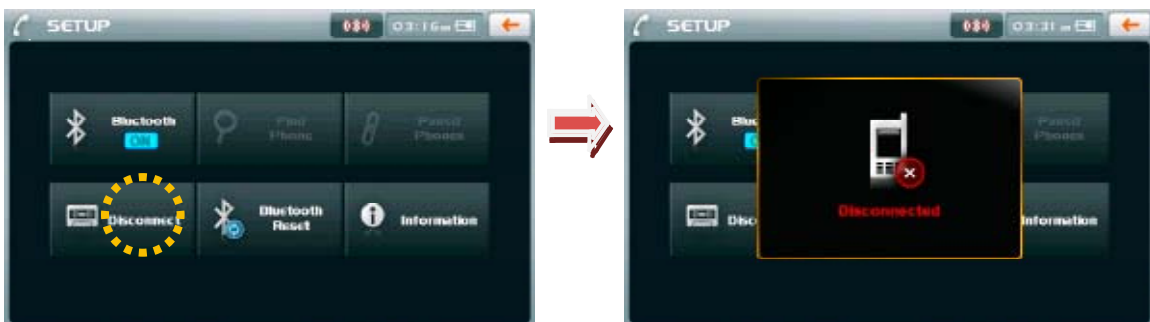 SETUP
03:16
Bluetooth
ON
Find
Phone
Paired
Phones
Disconnect
Bluetooth
Reset
Information
SETUP
03:31
Paired
Phones
Disconnected
Information